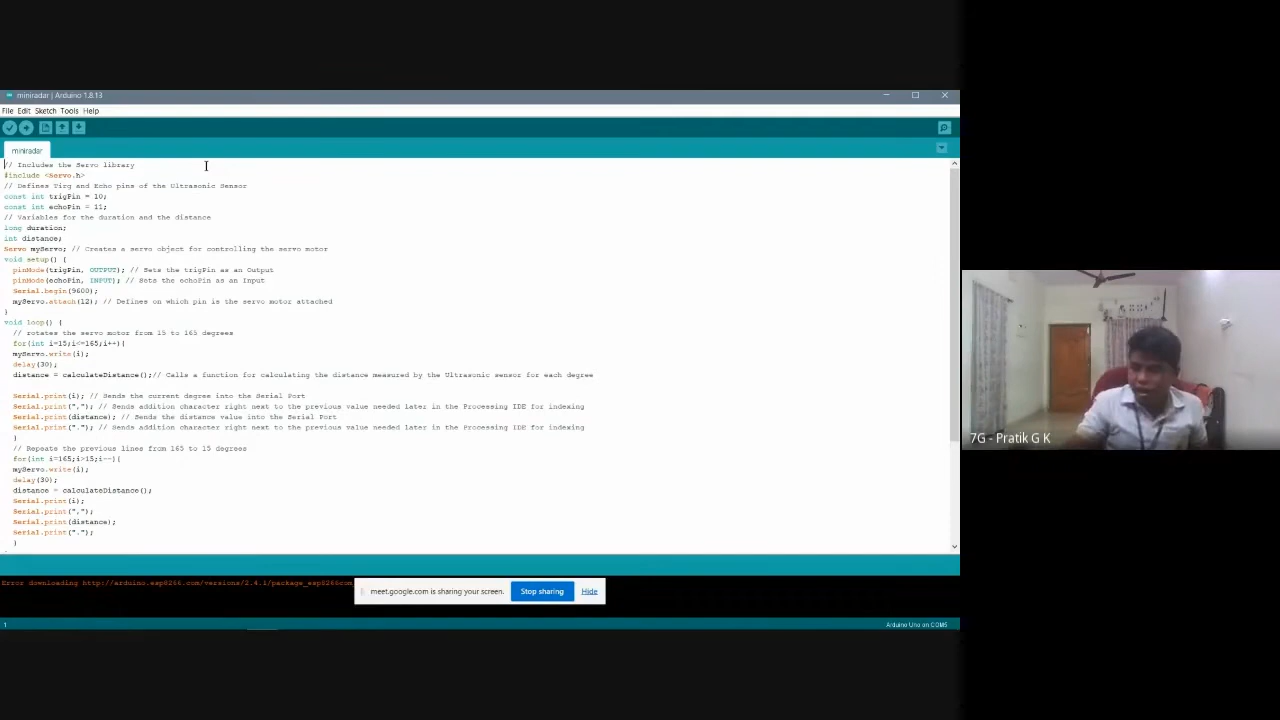 miniradar | Arduino 1.8.13
File Edit Sketch Tools Help
miniradar
// Includes the Servo library
#include <Servo.h>
// Defines Tirg and Echo pins of the Ultrasonic Sensor
const int trigPin = 10;
const int echoPin = 11;
// Variables for the duration and the distance
long duration;
int distance;
Servo myServo; // Creates a servo object for controlling the servo motor
void setup() {
pinMode(trigPin, OUTPUT); // Sets the trigPin as an Output
pinMode(echoPin, INPUT); // Sets the echoPin as an Input
Serial.begin(9600);
myServo.attach(12); // Defines on which pin is the servo motor attached
}
void loop() {
// rotates the servo motor from 15 to 165 degrees
for(int i=15;i<=165;i++){
myServo.write(i);
delay(30);
distance = calculateDistance();// Calls a function for calculating the distance measured by the Ultrasonic sensor for each degree
Serial.print(i); // Sends the current degree into the Serial Port
Serial.print(","); // Sends addition character right next to the previous value needed later in the Processing IDE for indexing
Serial.print(distance); // Sends the distance value into the Serial Port
Serial.print("."); // Sends addition character right next to the previous value needed later in the Processing IDE for indexing
}
// Repeats the previous lines from 165 to 15 degrees
for(int i=165;i>15;i--){
myServo.write(i);
delay(30);
distance = calculateDistance();
Serial.print(i);
Serial.print(",");
Serial.print(distance);
Serial.print(".");
}
Error downloading http://arduino.esp8266.com/versions/2.4.1/package_esp8266com
meet.google.com is sharing your screen. Stop sharing Hide
1 Arduino Uno on COM5
7G - Pratik G K